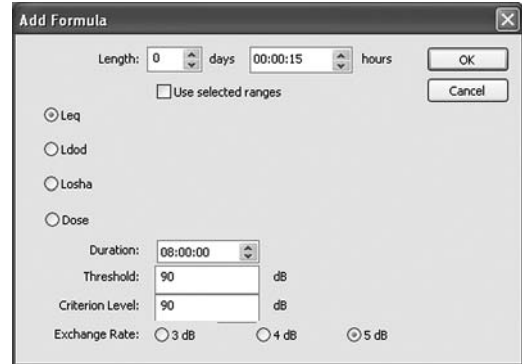 Add Formula
Length: 0 days 00:00:15 hours OK
Use selected ranges Cancel
Leq
Ldod
Losha
Dose
Duration: 08:00:00
Threshold: 90 dB
Criterion Level: 90 dB
Exchange Rate: 3 dB 4 dB 5 dB